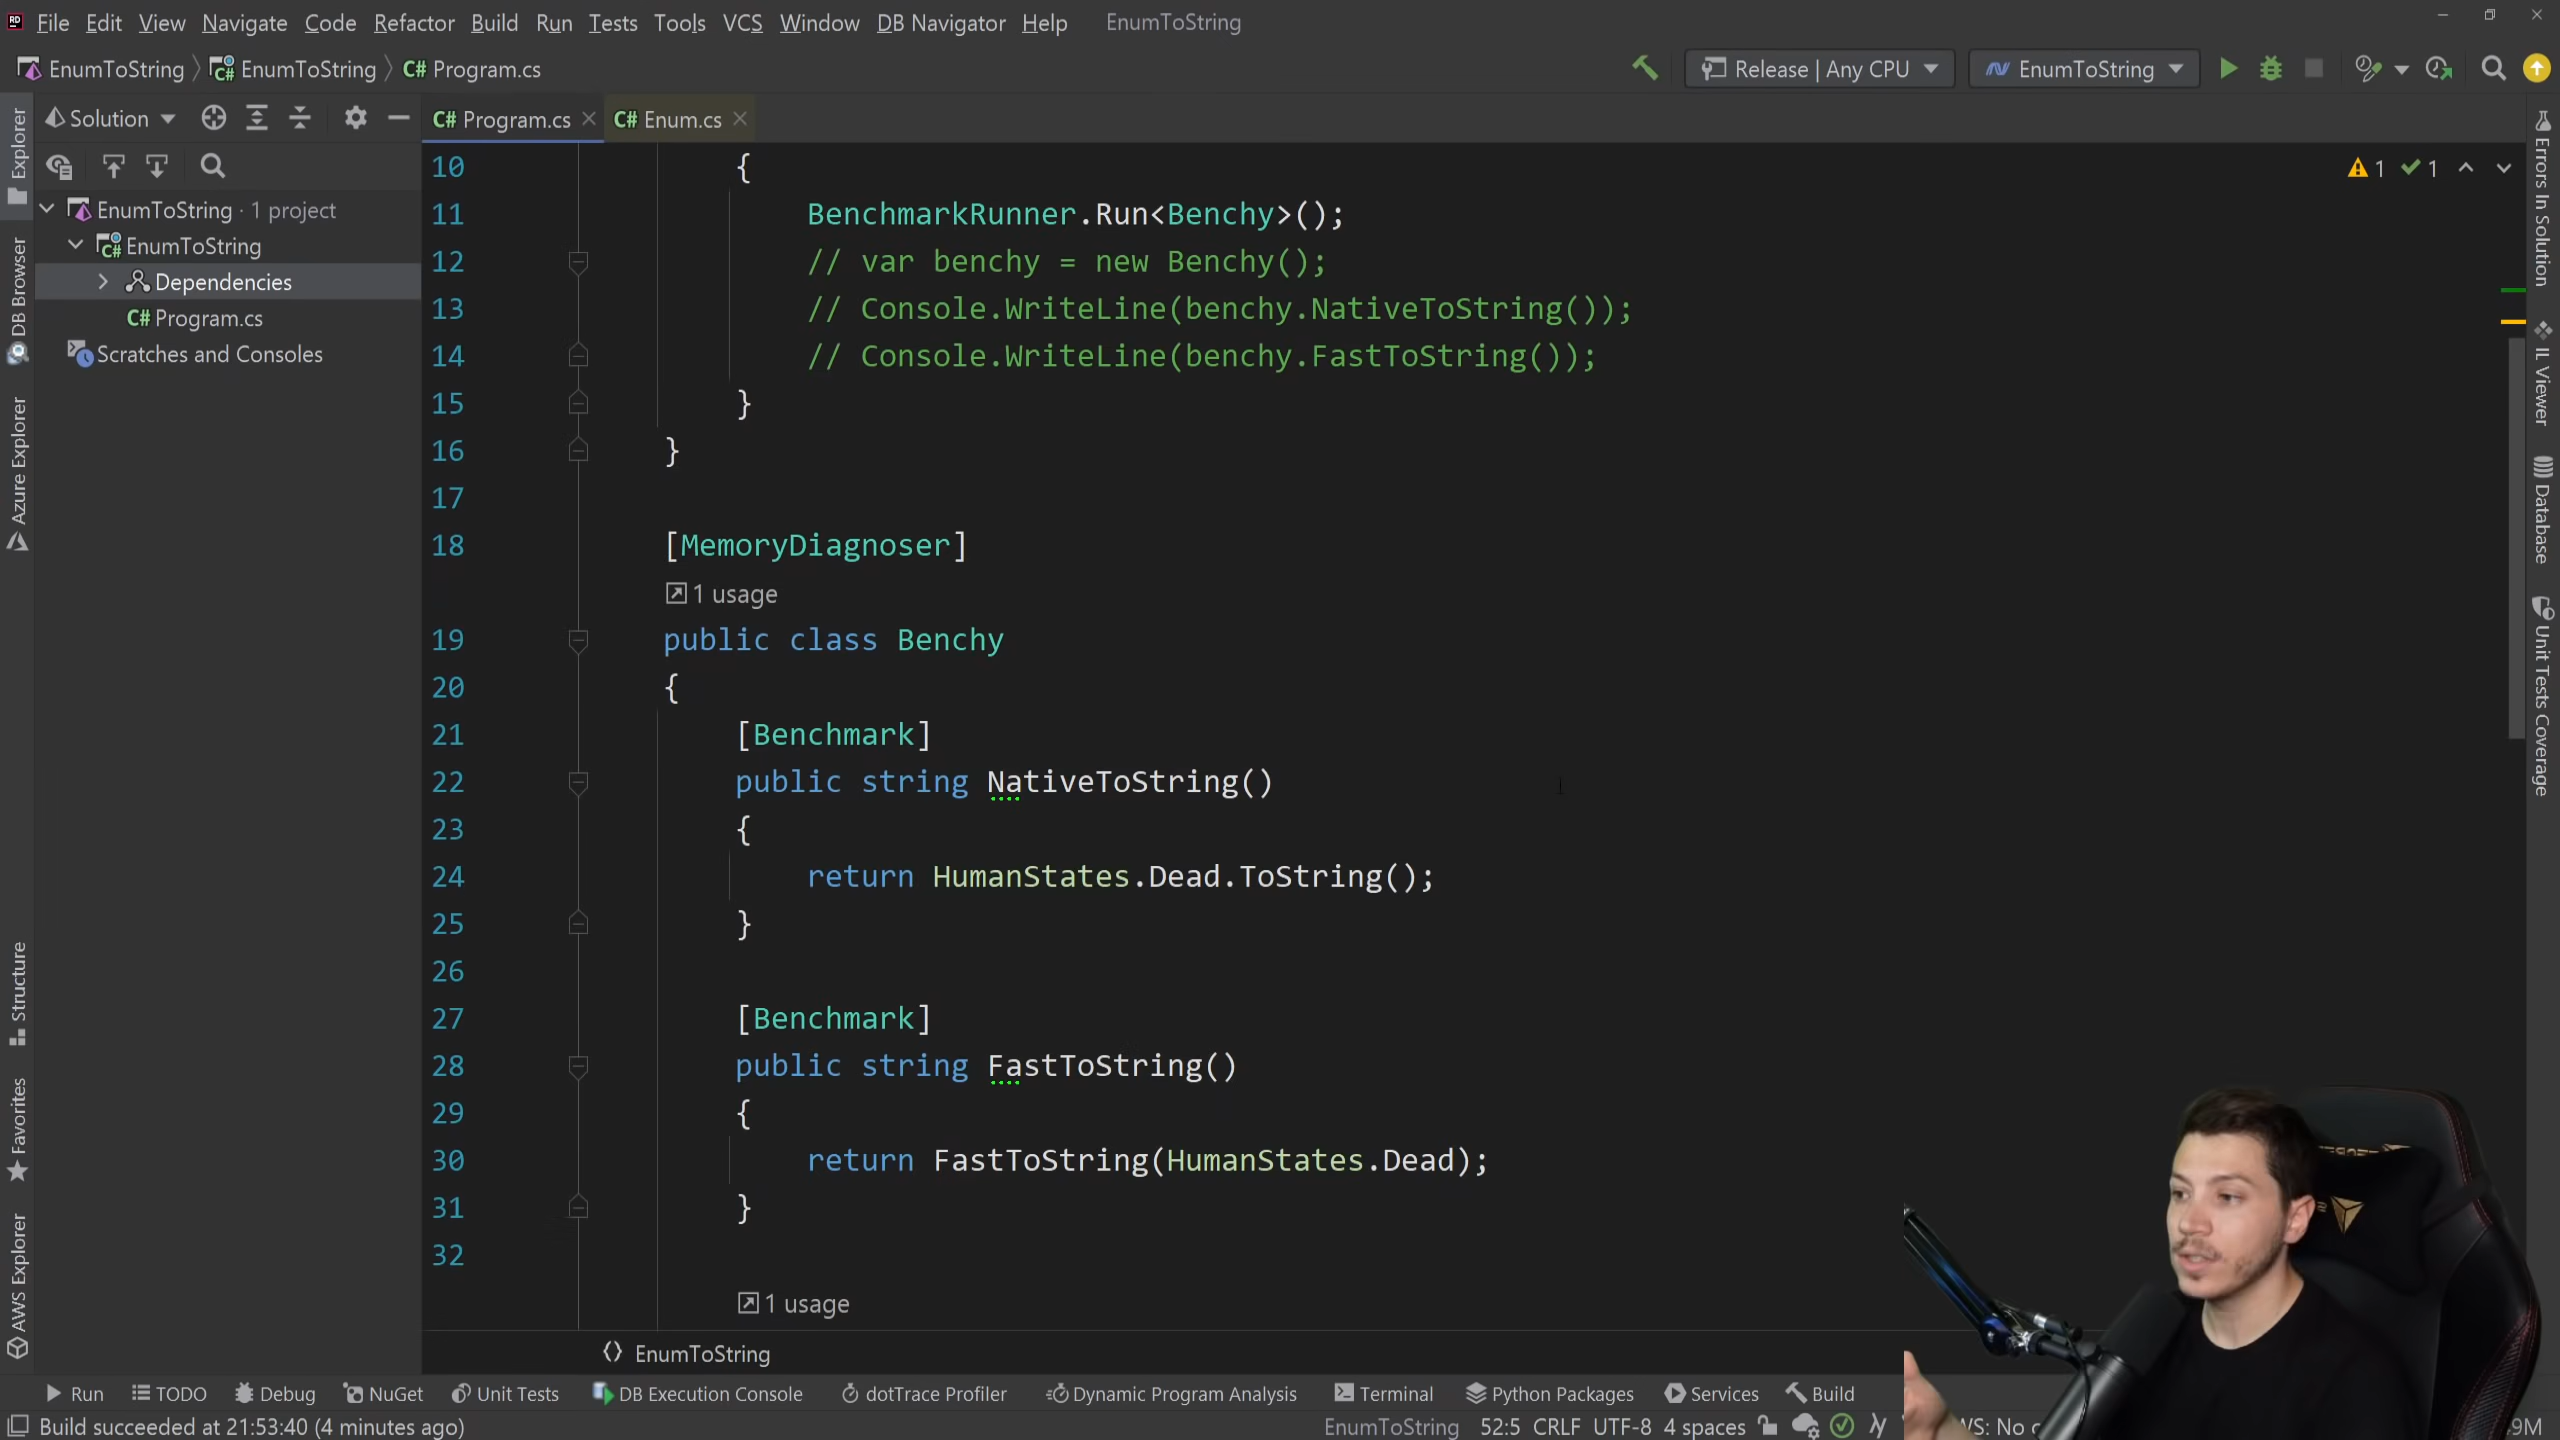 File Edit View Navigate Code Refactor Build Run Tests Tools VCS Window DB Navigator Help EnumToString
EnumToString EnumToString C# Program.cs
Release | Any CPU EnumToString
Solution
C# Program.cs C# Enum.cs
EnumToString · 1 project
EnumToString
Dependencies
C# Program.cs
Scratches and Consoles
Explorer
DB Browser
Azure Explorer
Structure
Favorites
AWS Explorer
1 1
10 {
11 BenchmarkRunner.Run<Benchy>();
12 // var benchy = new Benchy();
13 // Console.WriteLine(benchy.NativeToString());
14 // Console.WriteLine(benchy.FastToString());
15 }
16 }
17
18 [MemoryDiagnoser]
1 usage
19 public class Benchy
20 {
21 [Benchmark]
22 public string NativeToString()
23 {
24 return HumanStates.Dead.ToString();
25 }
26
27 [Benchmark]
28 public string FastToString()
29 {
30 return FastToString(HumanStates.Dead);
31 }
32
1 usage
Errors In Solution
IL Viewer
Database
Unit Tests Coverage
EnumToString
Run TODO Debug NuGet Unit Tests DB Execution Console dotTrace Profiler Dynamic Program Analysis Terminal Python Packages Services Build
Build succeeded at 21:53:40 (4 minutes ago) EnumToString 52:5 CRLF UTF-8 4 spaces